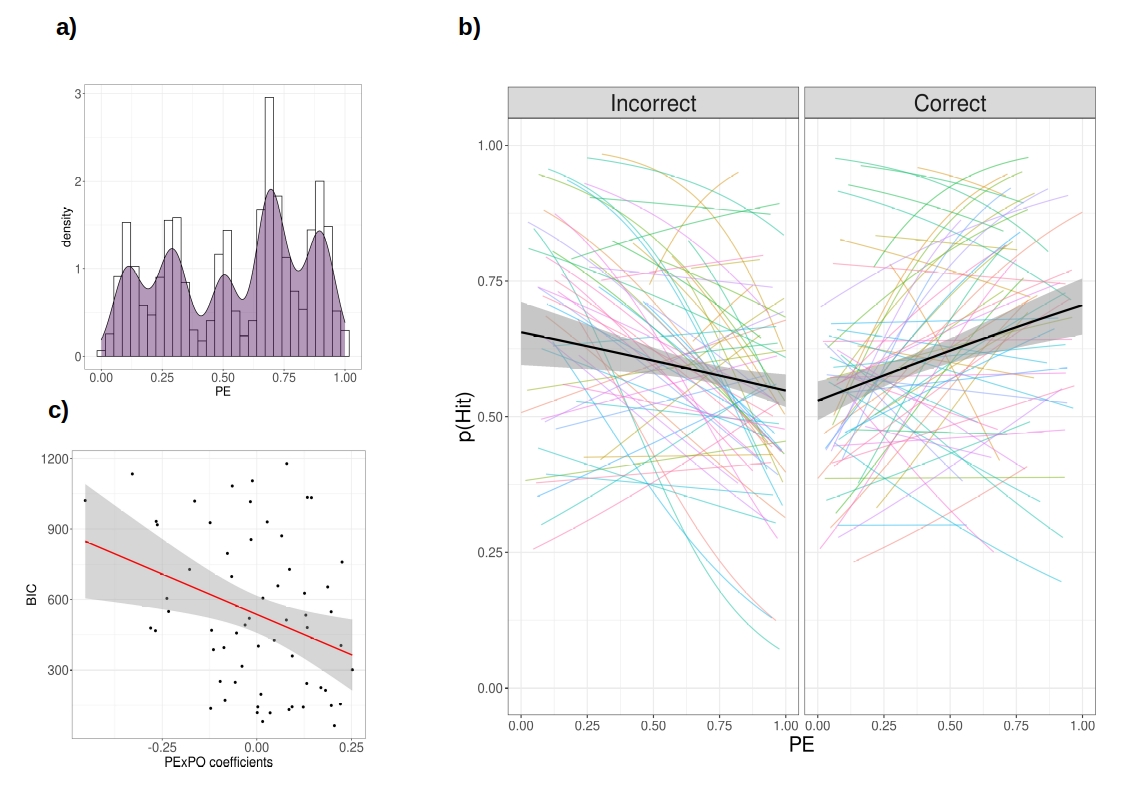 a)
3
2
1
0
density
0.00 0.25 0.50 0.75 1.00
PE
b)
Incorrect Correct
1.00
0.75
0.50
0.25
0.00
p(Hit)
0.00 0.25 0.50 0.75 1.00 0.00 0.25 0.50 0.75 1.00
PE
c)
1200
900
600
300
BIC
-0.25 0.00 0.25
PExPO coefficients